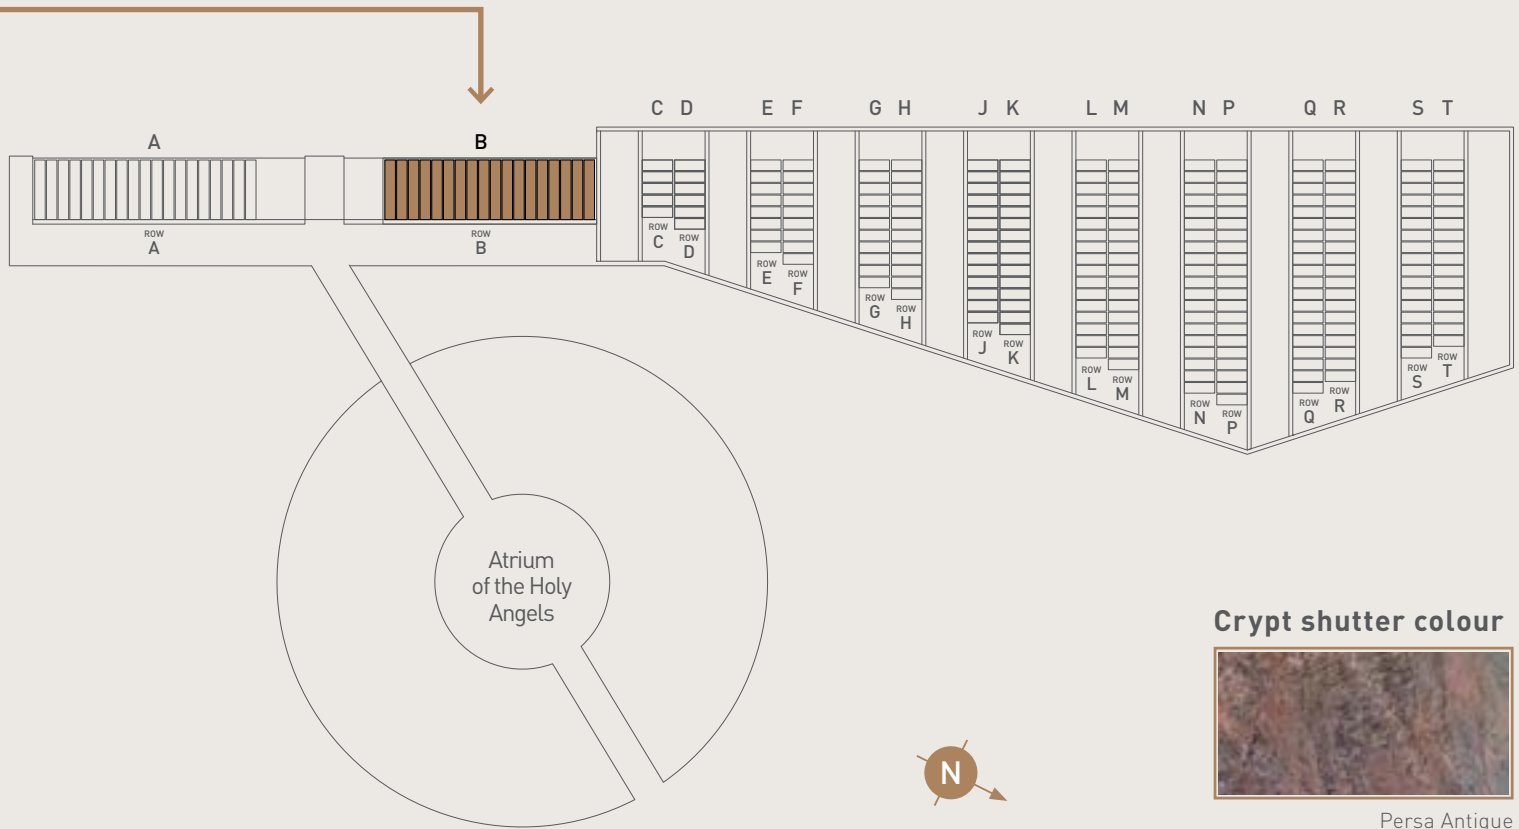 C D E F G H J K L M N P Q R S T
A B
ROW
A
ROW
B
ROW
C
ROW
D
ROW
E
ROW
F
ROW
G
ROW
H
ROW
J
ROW
K
ROW
L
ROW
M
ROW
N
ROW
P
ROW
Q
ROW
R
ROW
S
ROW
T
Atrium
of the Holy
Angels
N
Crypt shutter colour
Persa Antique